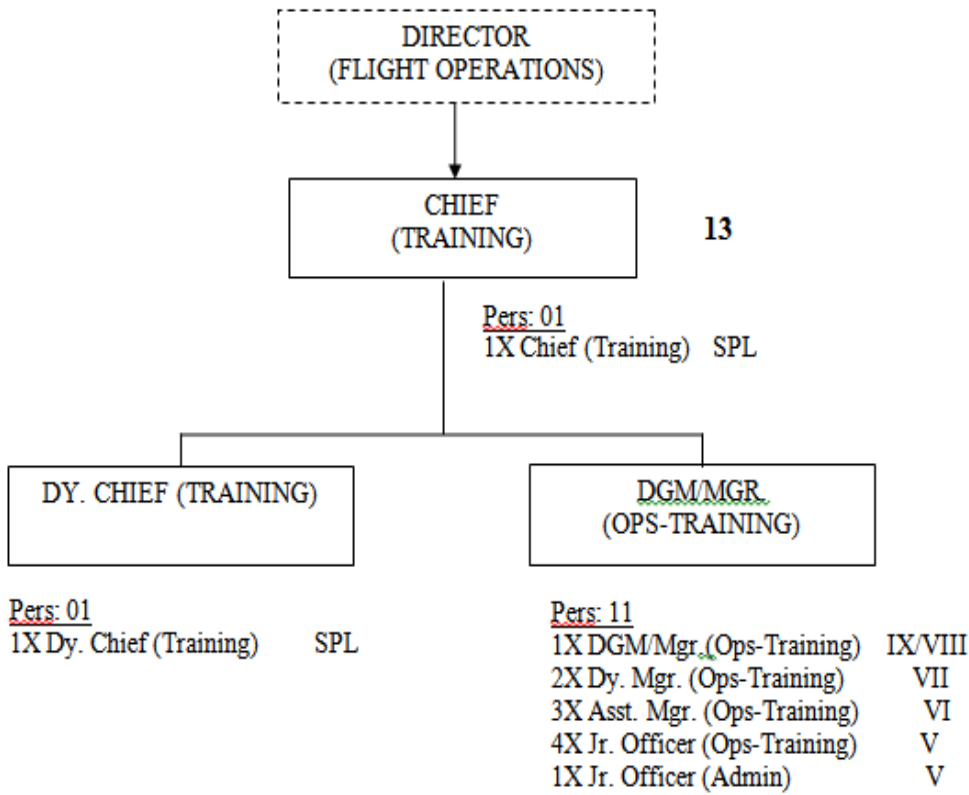 DIRECTOR
(FLIGHT OPERATIONS)
CHIEF
(TRAINING)
13
Pers: 01
1X Chief (Training) SPL
DY. CHIEF (TRAINING)
DGM/MGR.
(OPS-TRAINING)
Pers: 01
1X Dy. Chief (Training) SPL
Pers: 11
1X DGM/Mgr.(Ops-Training) IX/VIII
2X Dy. Mgr. (Ops-Training) VII
3X Asst. Mgr. (Ops-Training) VI
4X Jr. Officer (Ops-Training) V
1X Jr. Officer (Admin) V